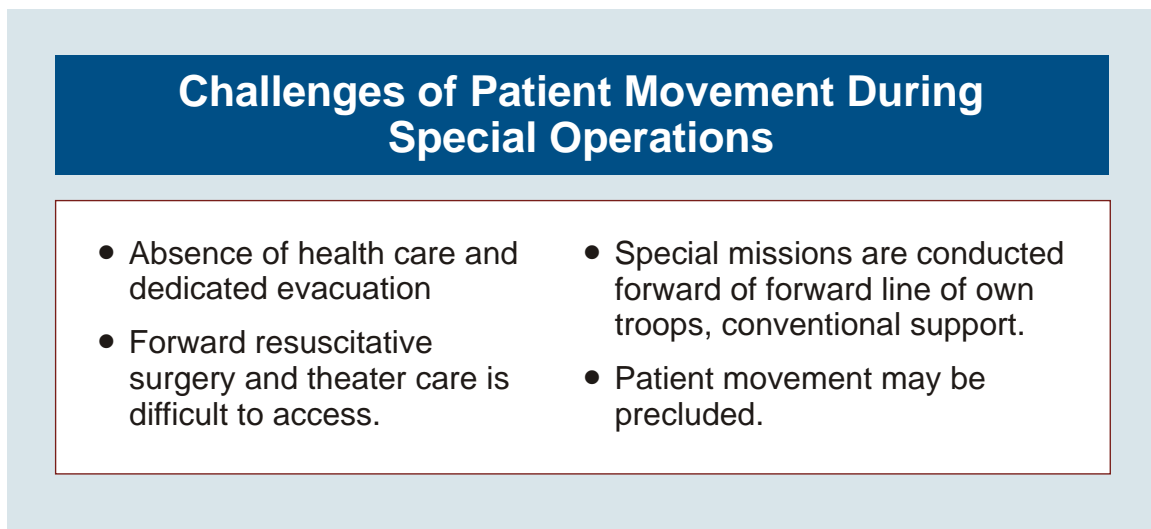 Challenges of Patient Movement During
Special Operations
● Absence of health care and
dedicated evacuation
● Forward resuscitative
surgery and theater care is
difficult to access.
● Special missions are conducted
forward of forward line of own
troops, conventional support.
● Patient movement may be
precluded.